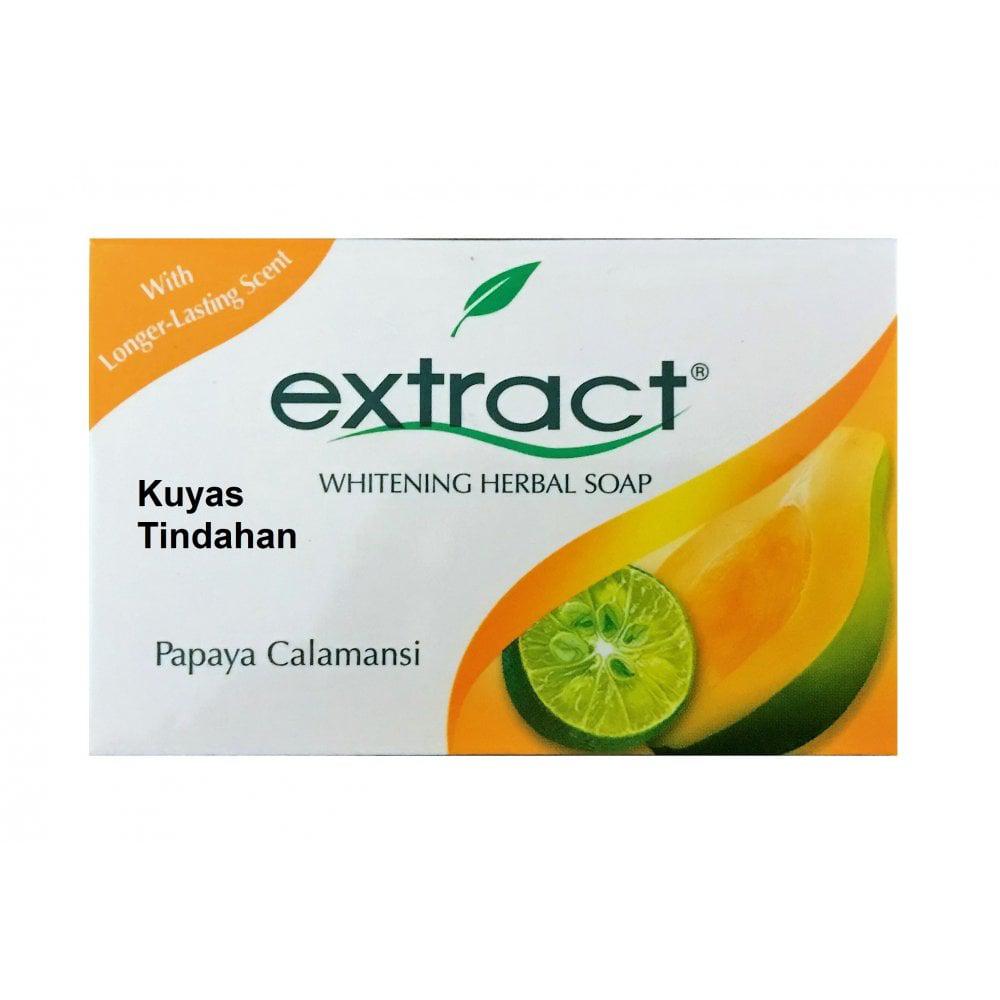 With
Longer-Lasting Scent
extract®
WHITENING HERBAL SOAP
Kuyas
Tindahan
Papaya Calamansi